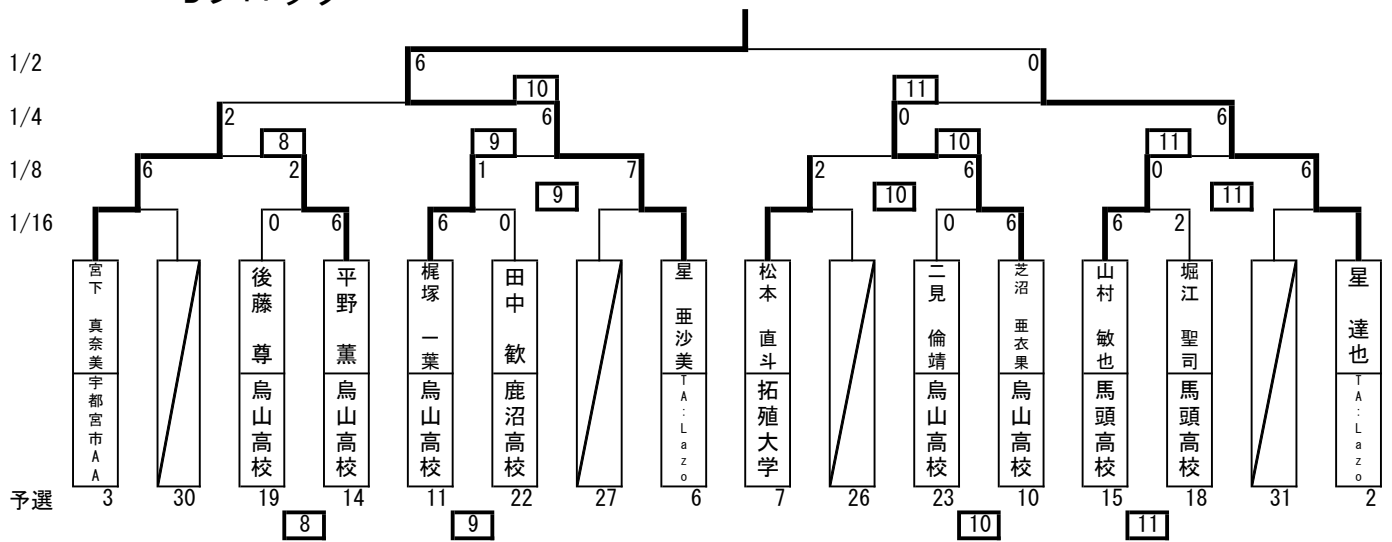 1/2 6 0
10 11
1/4 2 6 0 6
8 9 10 11
1/8 6 2 1 7 2 6 0 6
9 10 11
1/16 0 6 6 0 0 6 6 2
宮下 真奈美 宇都宮市AA
後藤 尊 烏山高校
平野 薫 烏山高校
梶塚 一葉 烏山高校
田中 歓 鹿沼高校
星 亜沙美 TA:Lazo
松本 直斗 拓殖大学
二見 倫靖 烏山高校
芝沼 亜衣果 烏山高校
山村 敏也 馬頭高校
堀江 聖司 馬頭高校
星 達也 TA:Lazo
予選 3 30 19 14 11 22 27 6 7 26 23 10 15 18 31 2
8 9 10 11